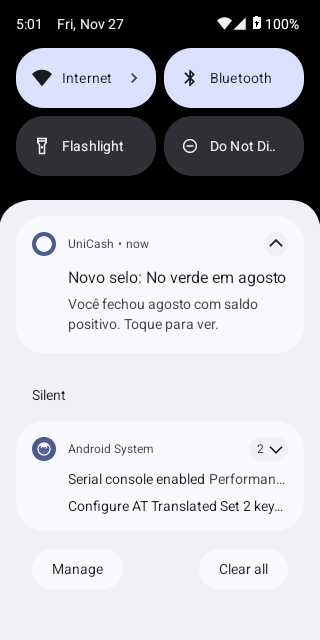 5:01 Fri, Nov 27 100%
Internet
Bluetooth
Flashlight
Do Not Di..
UniCash • now
Novo selo: No verde em agosto
Você fechou agosto com saldo
positivo. Toque para ver.
Silent
Android System 2
Serial console enabled Performan…
Configure AT Translated Set 2 key…
Manage
Clear all